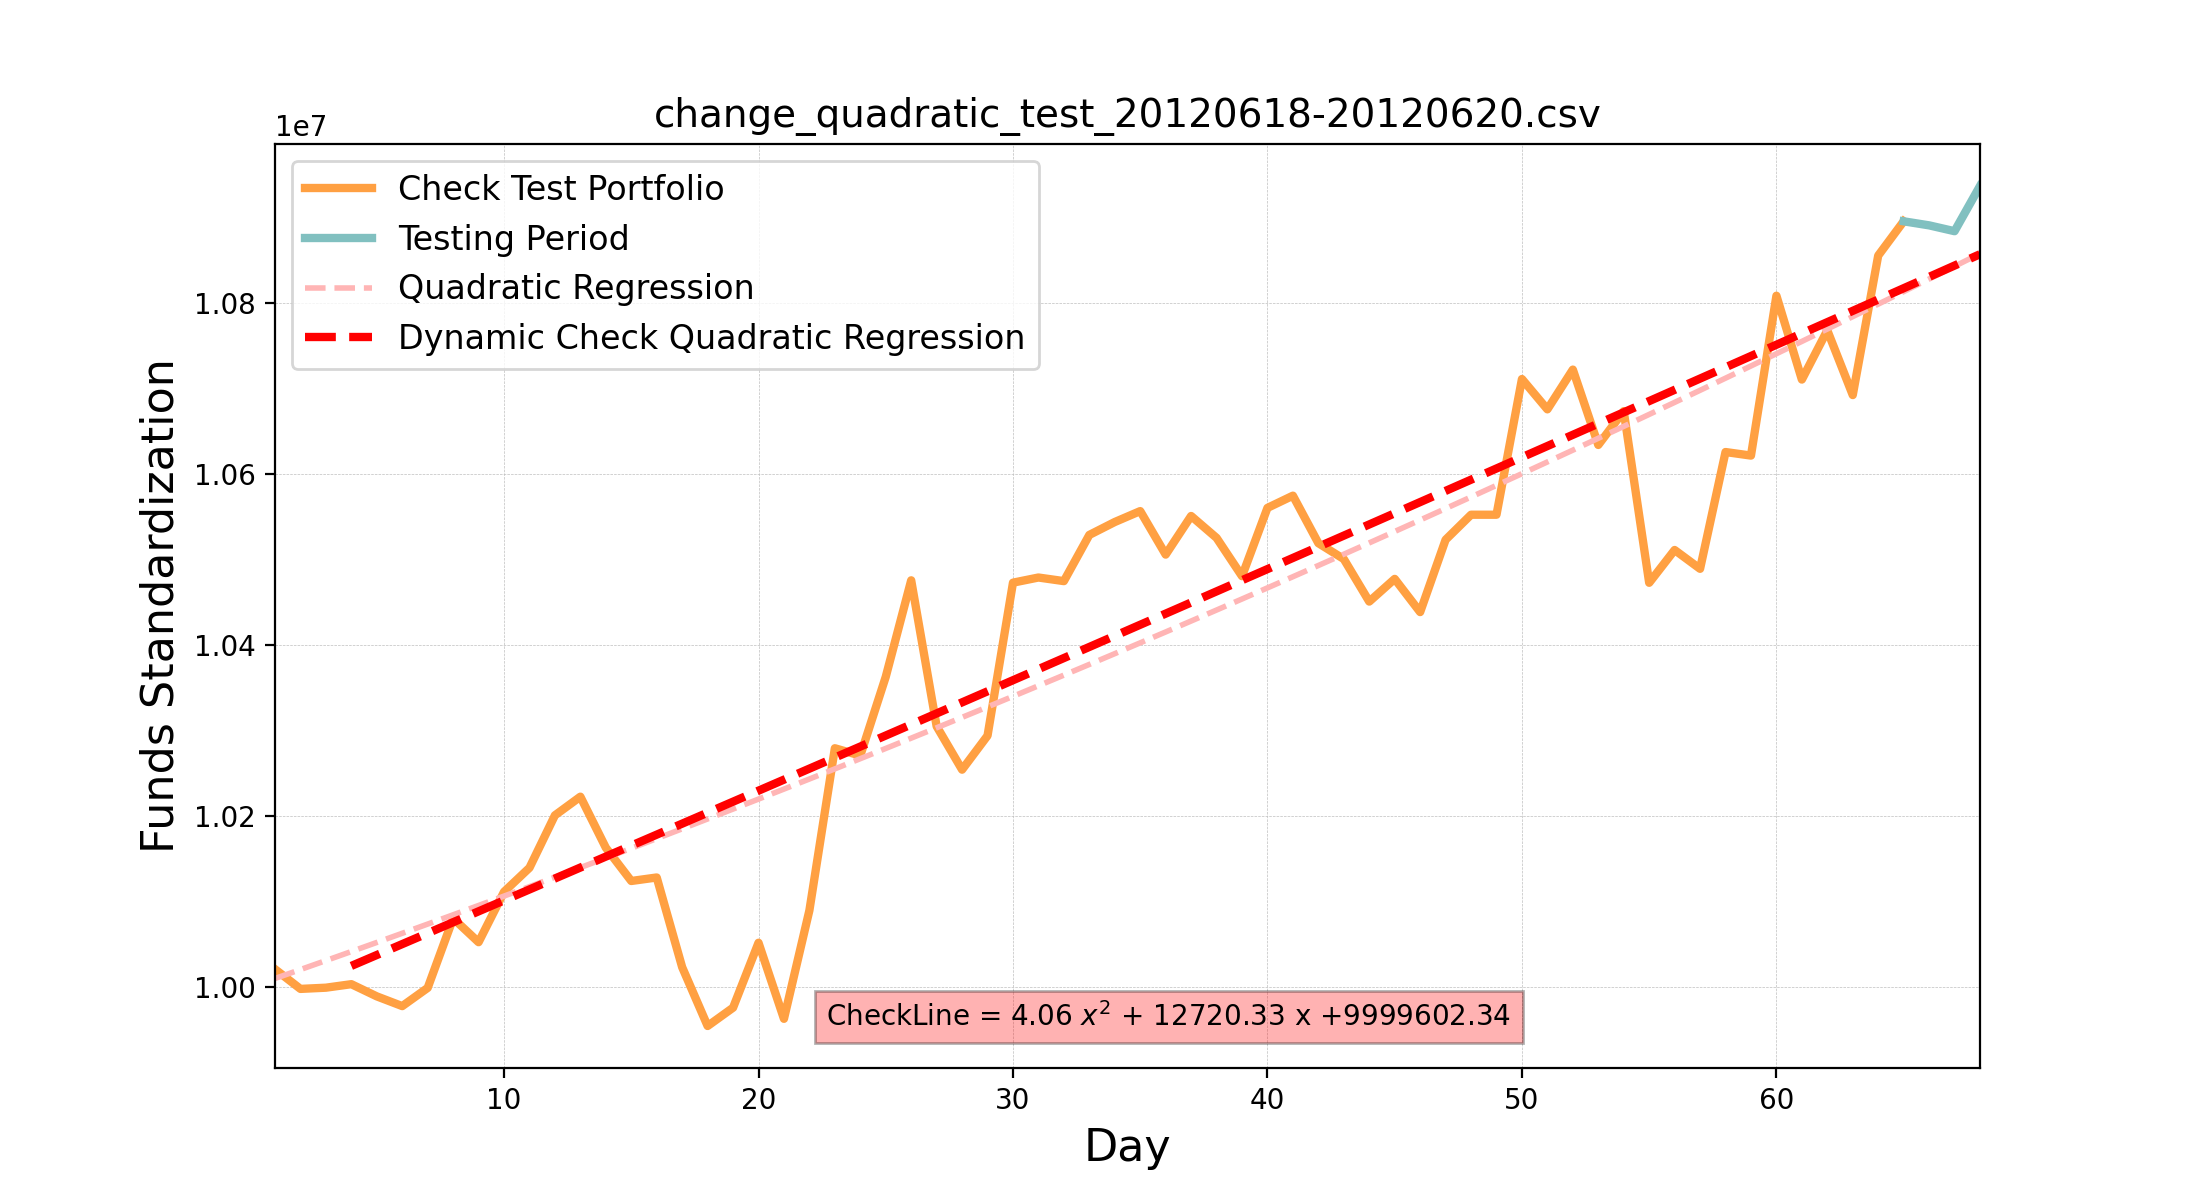 change_quadratic_test_20120618-20120620.csv
1e7
Check Test Portfolio
Testing Period
Quadratic Regression
Dynamic Check Quadratic Regression
1.08
1.06
1.04
1.02
1.00
Funds Standardization
CheckLine = 4.06 x² + 12720.33 x +9999602.34
10 20 30 40 50 60
Day